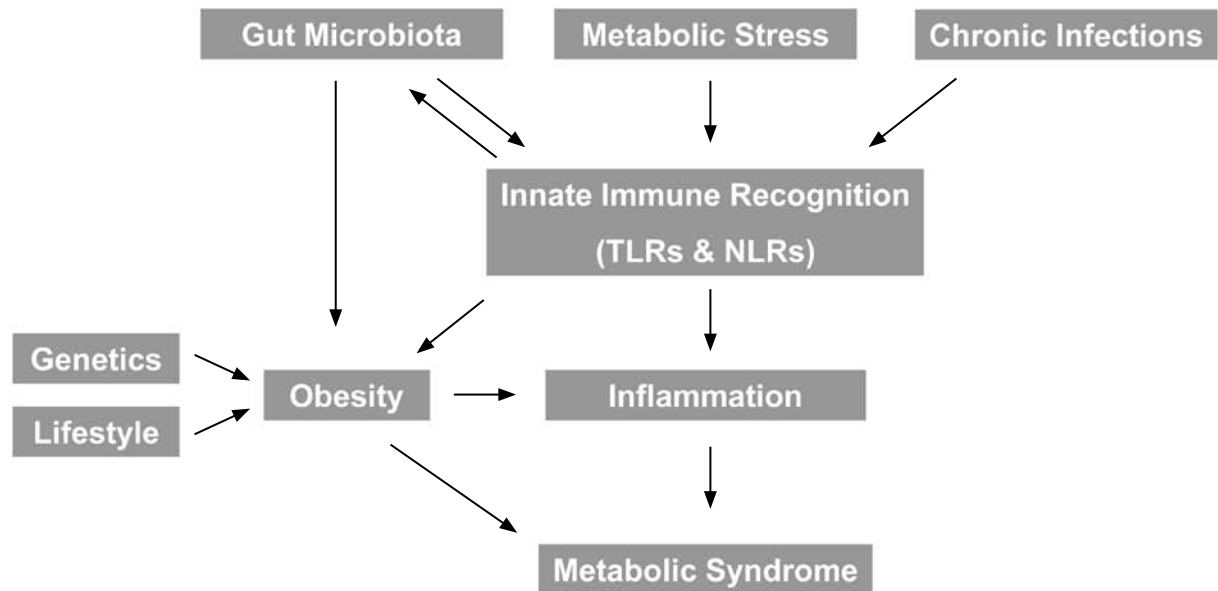 Gut Microbiota
Metabolic Stress
Chronic Infections
Innate Immune Recognition
(TLRs & NLRs)
Genetics
Lifestyle
Obesity
Inflammation
Metabolic Syndrome